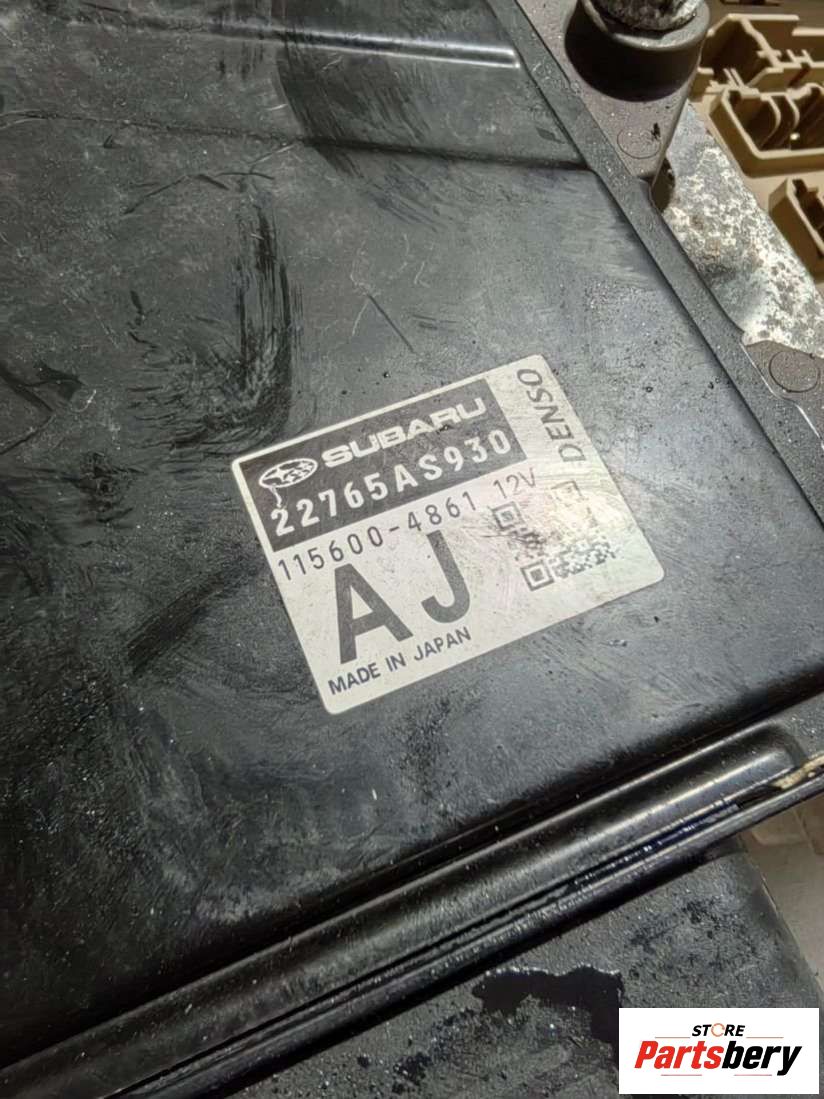 SUBARU
22765AS930
115600-4861 12V
AJ
MADE IN JAPAN
DENSO
STORE
Partsbery